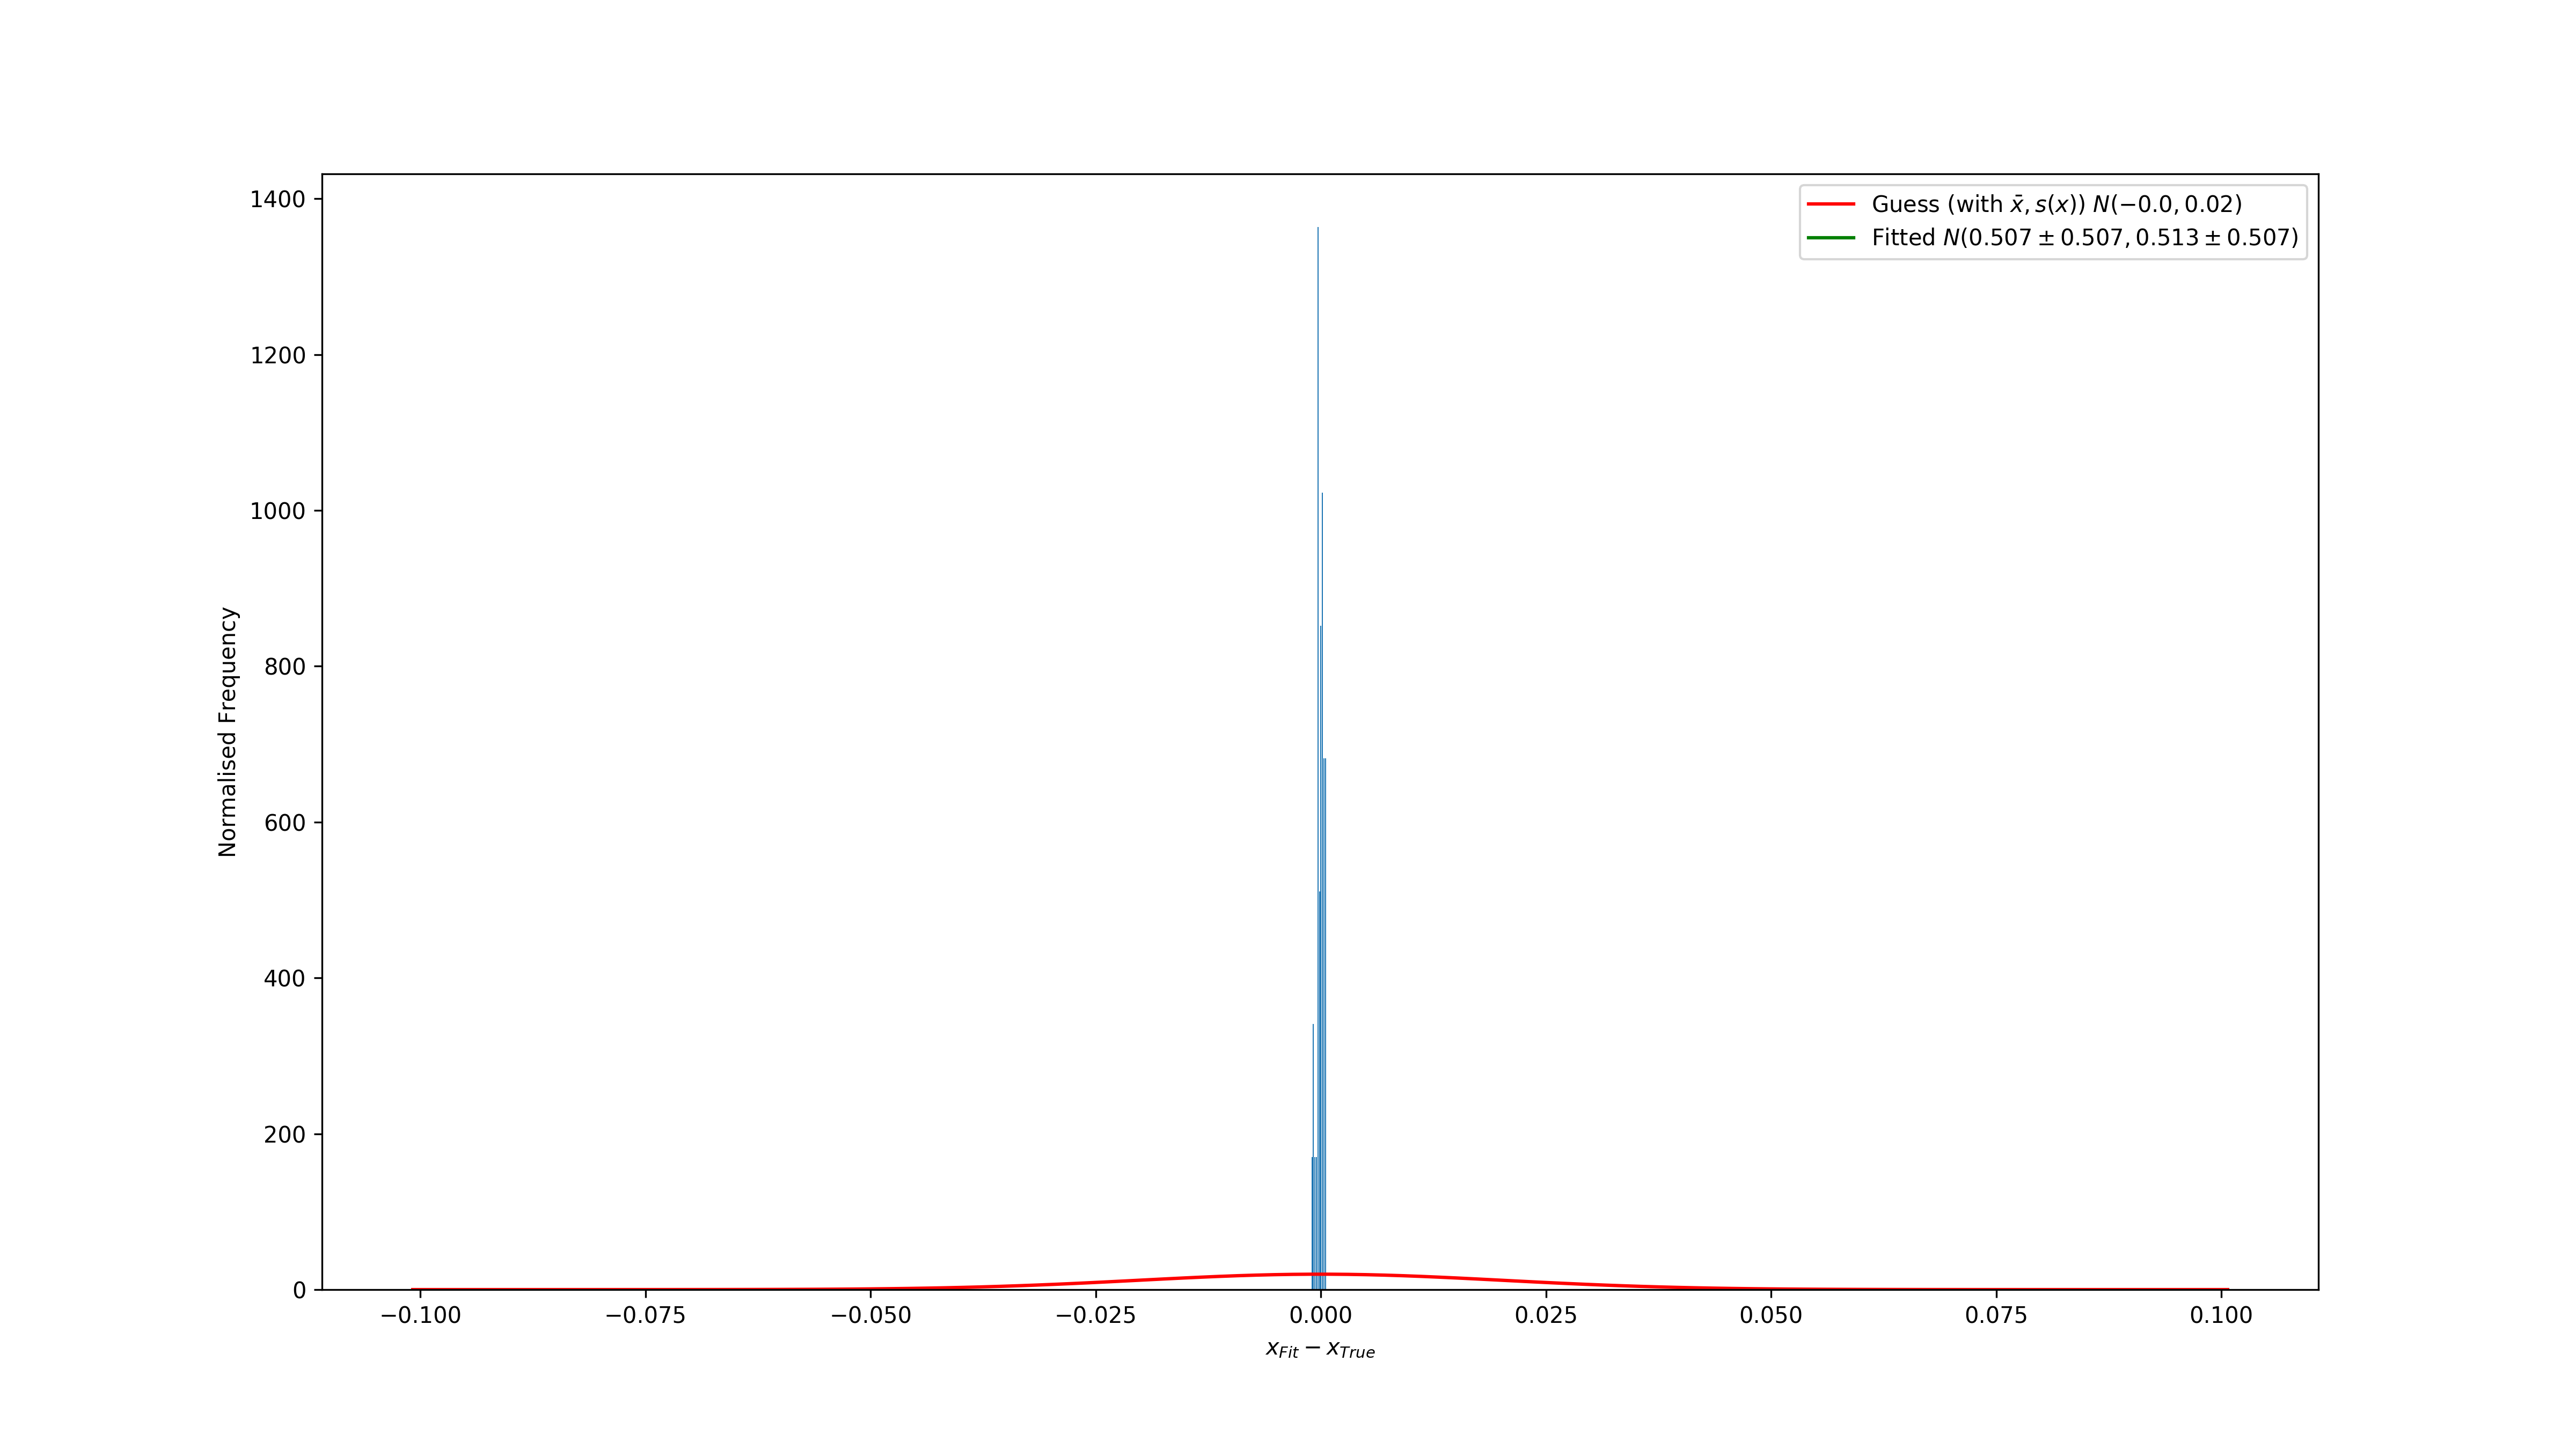 Guess (with x̄, s(x)) N(−0.0, 0.02)
Fitted N(0.507 ± 0.507, 0.513 ± 0.507)
1400
1200
1000
800
600
400
200
0
Normalised Frequency
−0.100 −0.075 −0.050 −0.025 0.000 0.025 0.050 0.075 0.100
x_Fit − x_True